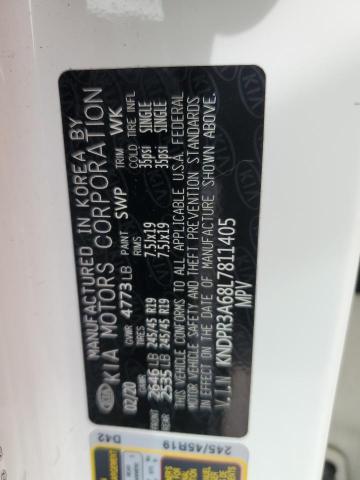 MANUFACTURED IN KOREA BY
KIA MOTORS CORPORATION
02/20 GVWR 4773LB PAINT SWP TRIM WK
GAWR TIRES RIMS COLD TIRE INFL
FRONT 2646LB 245/45 R19 7.5Jx19 35psi SINGLE
REAR 2535LB 245/45 R19 7.5Jx19 35psi SINGLE
THIS VEHICLE CONFORMS TO ALL APPLICABLE U.S.A. FEDERAL
MOTOR VEHICLE SAFETY AND THEFT PREVENTION STANDARDS
IN EFFECT ON THE DATE OF MANUFACTURE SHOWN ABOVE.
V.I.N KNDPR3A68L7811405
MPV
D42
245/45R19